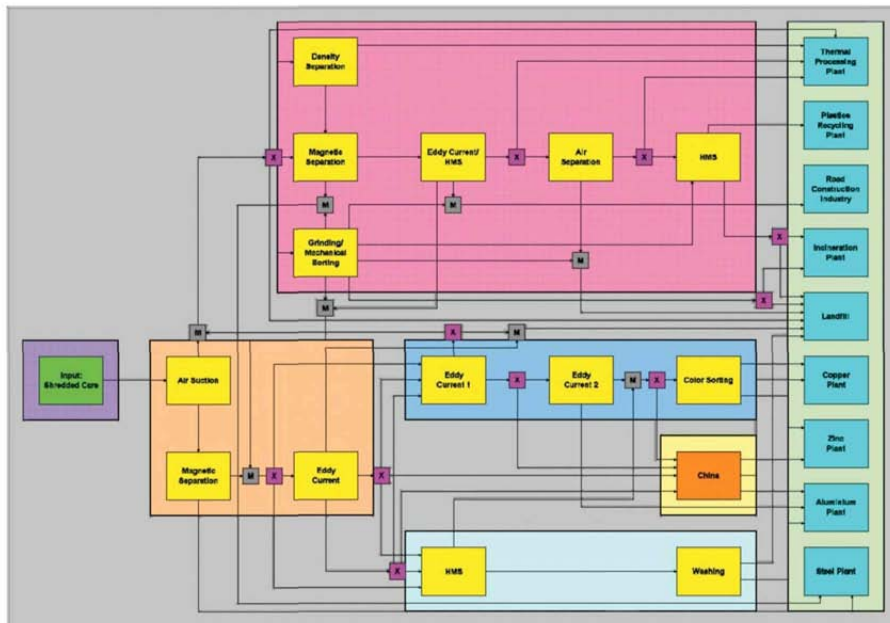 Density
Separation
Thermal
Processing
Plant
Plastics
Recycling
Plant
X
Magnetic
Separation
Eddy Current/
HMS
X
Air
Separation
X
HMS
Road
Construction
Industry
M
M
Grinding/
Mechanical
Sorting
M
X
Incineration
Plant
X
M
Landfill
M
X
M
Input:
Shredded Cars
Air Suction
Eddy
Current 1
X
Eddy
Current 2
M
X
Color Sorting
Copper
Plant
Zinc
Plant
Magnetic
Separation
M
X
Eddy
Current
X
China
Aluminium
Plant
X
HMS
Washing
Steel Plant